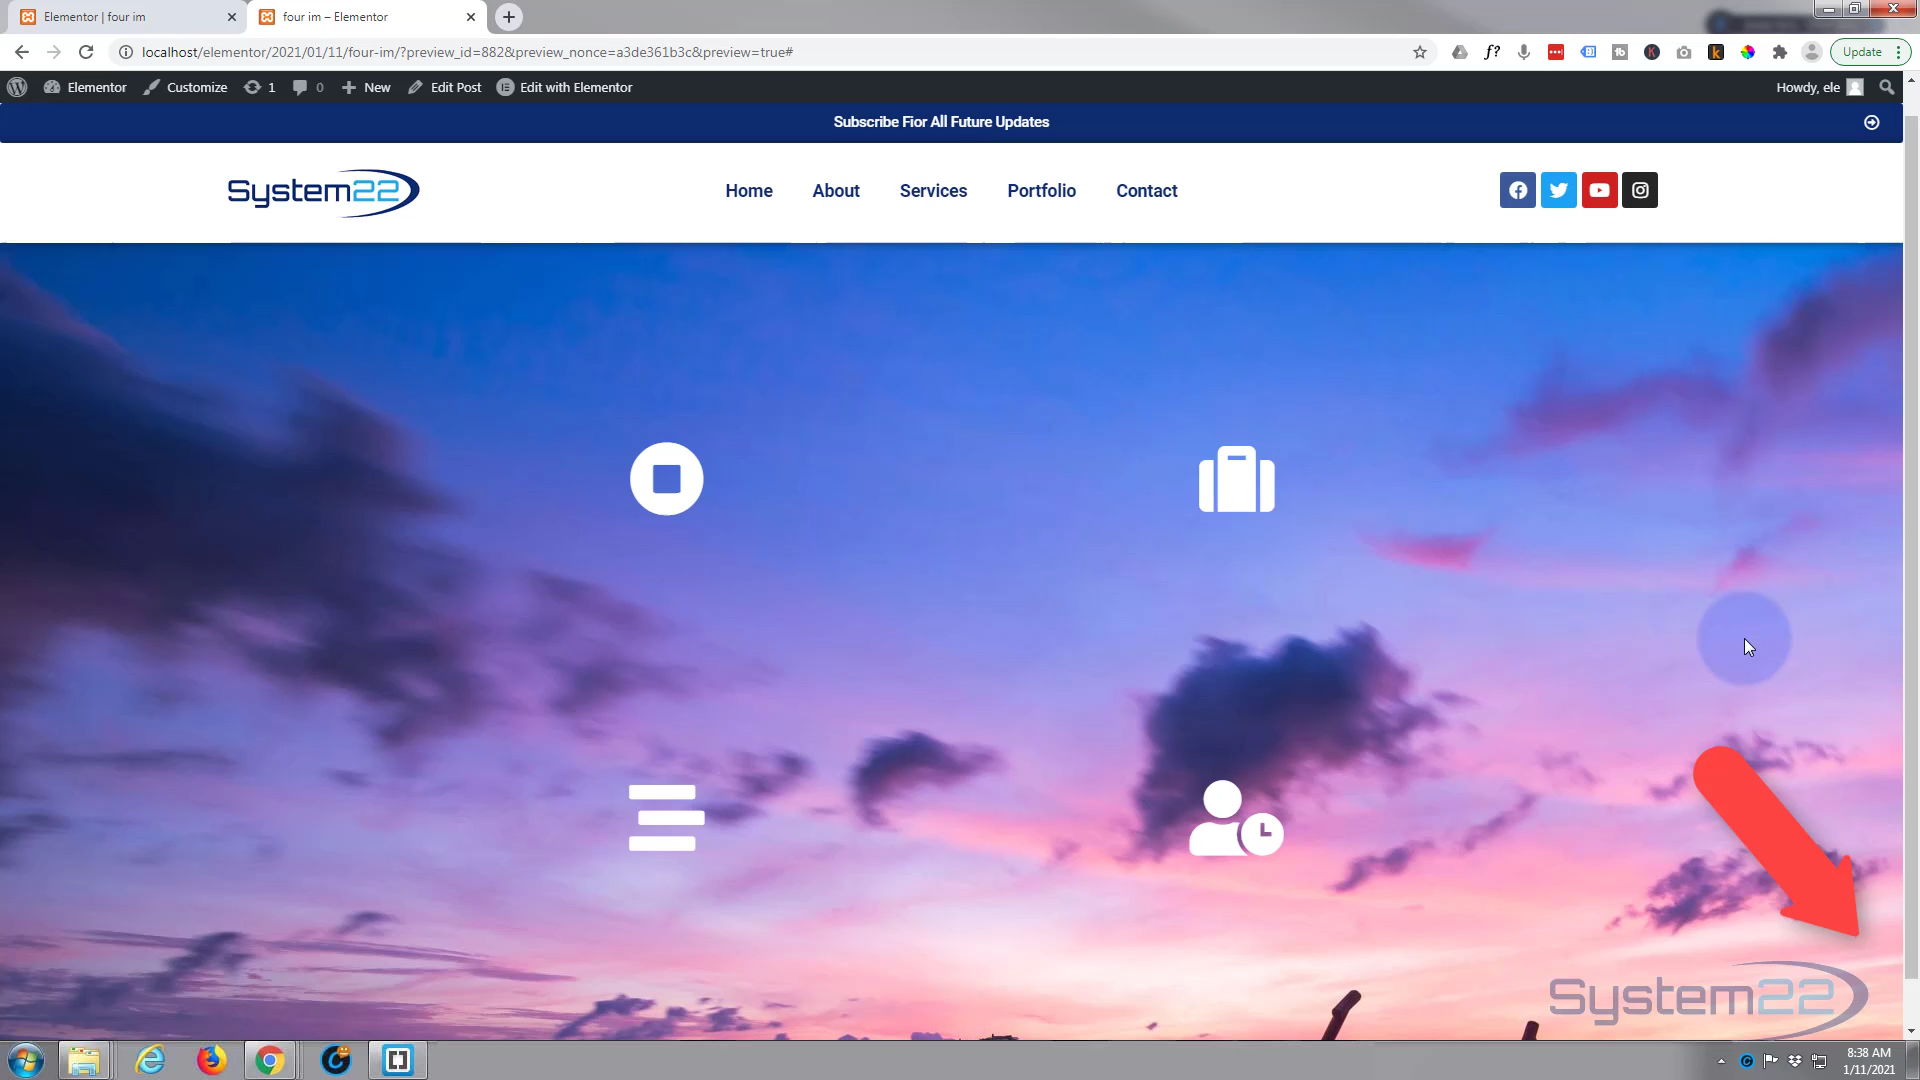 Elementor | four im
four im – Elementor
localhost/elementor/2021/01/11/four-im/?preview_id=882&preview_nonce=a3de361b3c&preview=true#
Update
Elementor
Customize
1
0
New
Edit Post
Edit with Elementor
Howdy, ele
Subscribe Fior All Future Updates
System22
Home
About
Services
Portfolio
Contact
System22
8:38 AM
1/11/2021